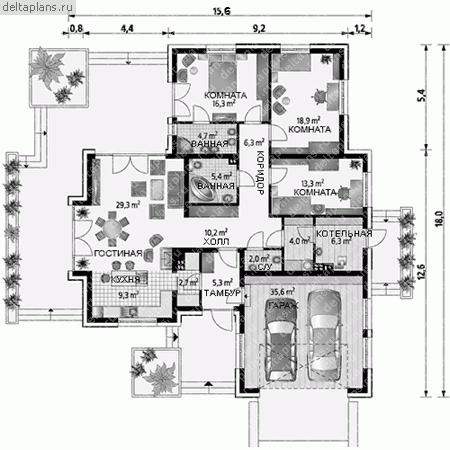 deltaplans.ru
15,6
0,8
4,4
9,2
1,2
5,4
18,0
12,6
КОМНАТА
16,3 m²
18,9 m²
КОМНАТА
4,7 m²
ВАННАЯ
6,3 m²
КОРИДОР
5,4 m²
ВАННАЯ
13,3 m²
КОМНАТА
29,3 m²
ГОСТИНАЯ
10,2 m²
ХОЛЛ
4,0 m²
КОТЕЛЬНАЯ
6,3 m²
2,0 m²
С/У
КУХНЯ
9,3 m²
2,7 m²
5,3 m²
ТАМБУР
35,6 m²
ГАРАЖ